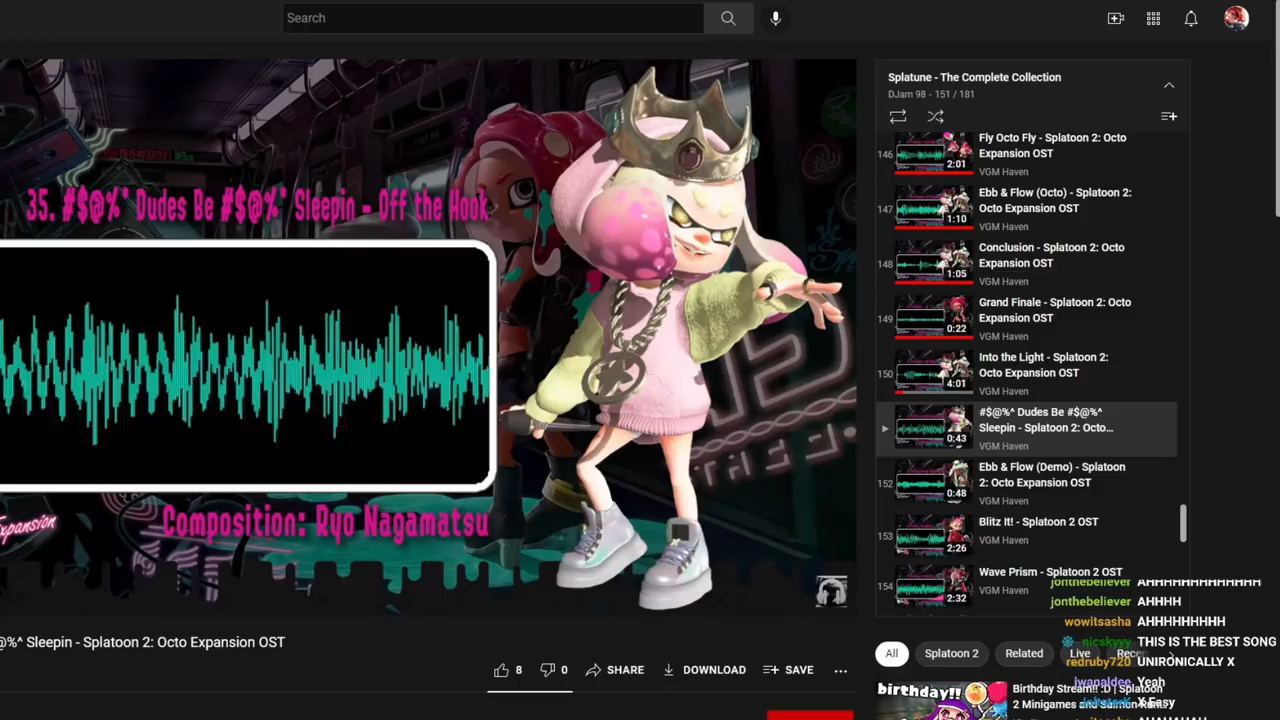 Search
35. #$@%* Dudes Be #$@%* Sleepin - Off the Hook
Expansion
Composition: Ryo Nagamatsu
@%^ Sleepin - Splatoon 2: Octo Expansion OST
8
0
SHARE
DOWNLOAD
SAVE
Splatune - The Complete Collection
DJam 98 - 151 / 181
146
2:01
Fly Octo Fly - Splatoon 2: Octo
Expansion OST
VGM Haven
147
1:10
Ebb & Flow (Octo) - Splatoon 2:
Octo Expansion OST
VGM Haven
148
1:05
Conclusion - Splatoon 2: Octo
Expansion OST
VGM Haven
149
0:22
Grand Finale - Splatoon 2: Octo
Expansion OST
VGM Haven
150
4:01
Into the Light - Splatoon 2:
Octo Expansion OST
VGM Haven
0:43
#$@%^ Dudes Be #$@%^
Sleepin - Splatoon 2: Octo...
VGM Haven
152
0:48
Ebb & Flow (Demo) - Splatoon
2: Octo Expansion OST
VGM Haven
153
2:26
Blitz It! - Splatoon 2 OST
VGM Haven
154
2:32
Wave Prism - Splatoon 2 OST
VGM Haven
jonthebeliever AHHHHHHHHHHHHH
jonthebeliever AHHHH
wowitsasha AHHHHHHHHH
nicskyyy THIS IS THE BEST SONG
redruby720 UNIRONICALLY X
jwanaldee Yeah
X Easy
All
Splatoon 2
Related
Live
Recen
birthday!!
Birthday Stream!! :D | Splatoon
2 Minigames and Salmon Run